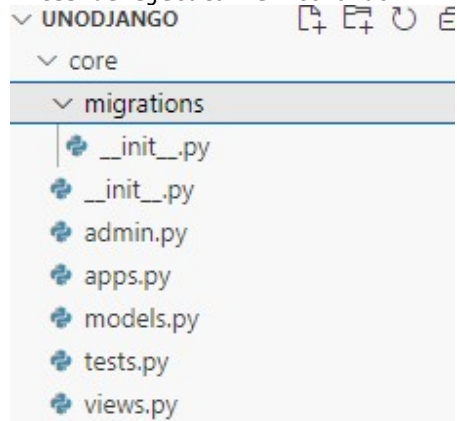 UNODJANGO
core
migrations
__init__.py
__init__.py
admin.py
apps.py
models.py
tests.py
views.py